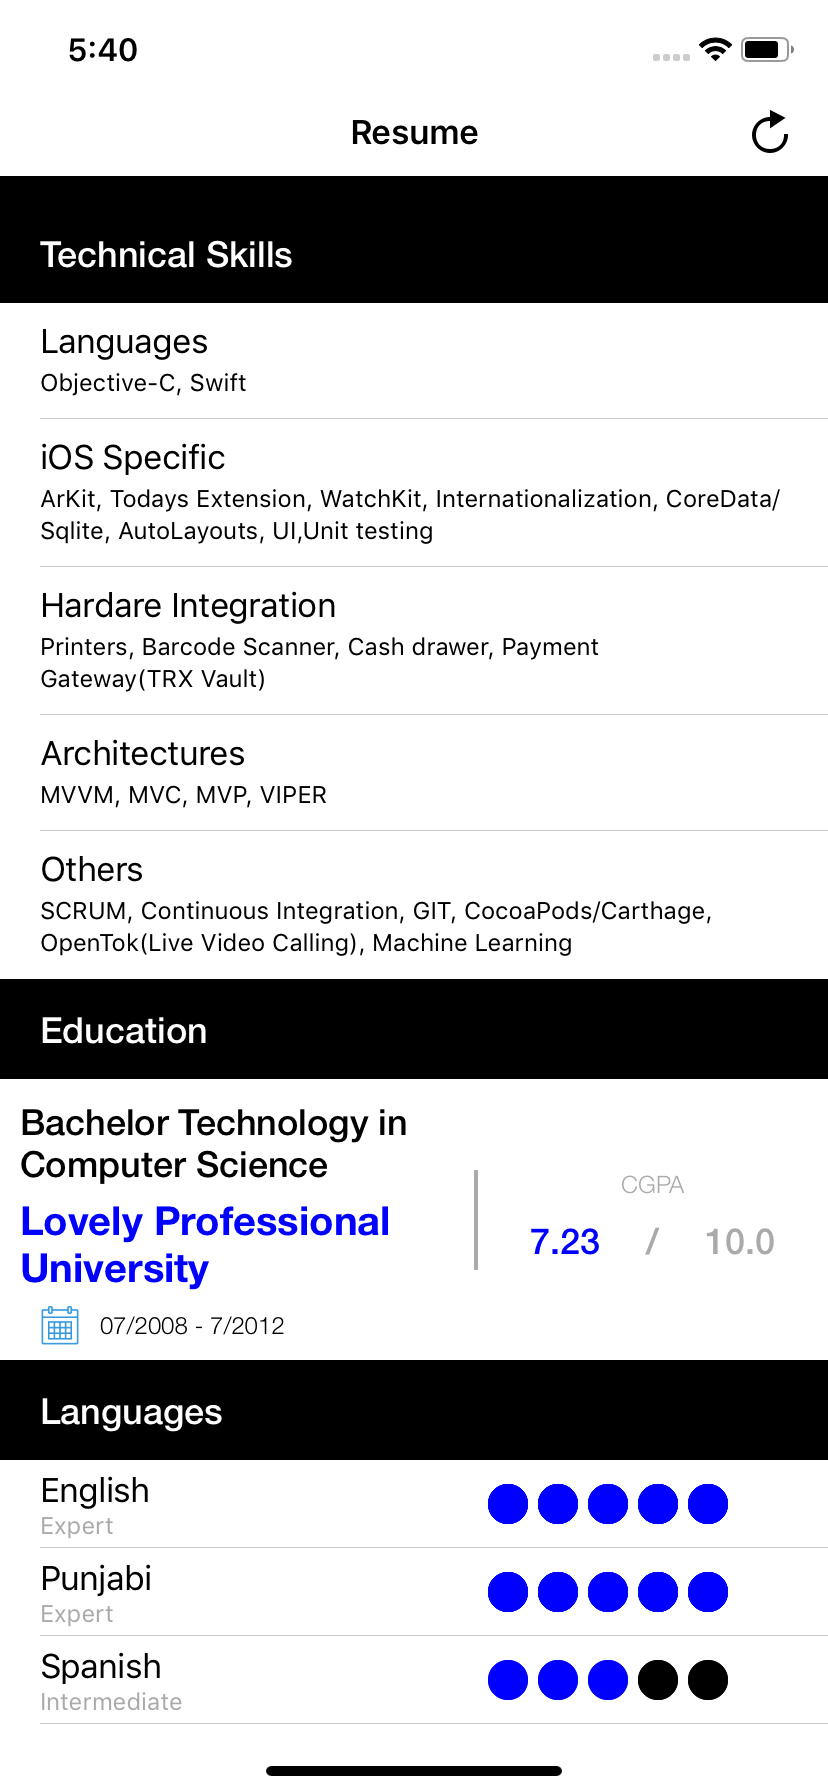 5:40
Resume
Technical Skills
Languages
Objective-C, Swift
iOS Specific
ArKit, Todays Extension, WatchKit, Internationalization, CoreData/
Sqlite, AutoLayouts, UI,Unit testing
Hardare Integration
Printers, Barcode Scanner, Cash drawer, Payment
Gateway(TRX Vault)
Architectures
MVVM, MVC, MVP, VIPER
Others
SCRUM, Continuous Integration, GIT, CocoaPods/Carthage,
OpenTok(Live Video Calling), Machine Learning
Education
Bachelor Technology in
Computer Science
Lovely Professional
University
07/2008 - 7/2012
CGPA
7.23 / 10.0
Languages
English
Expert
Punjabi
Expert
Spanish
Intermediate